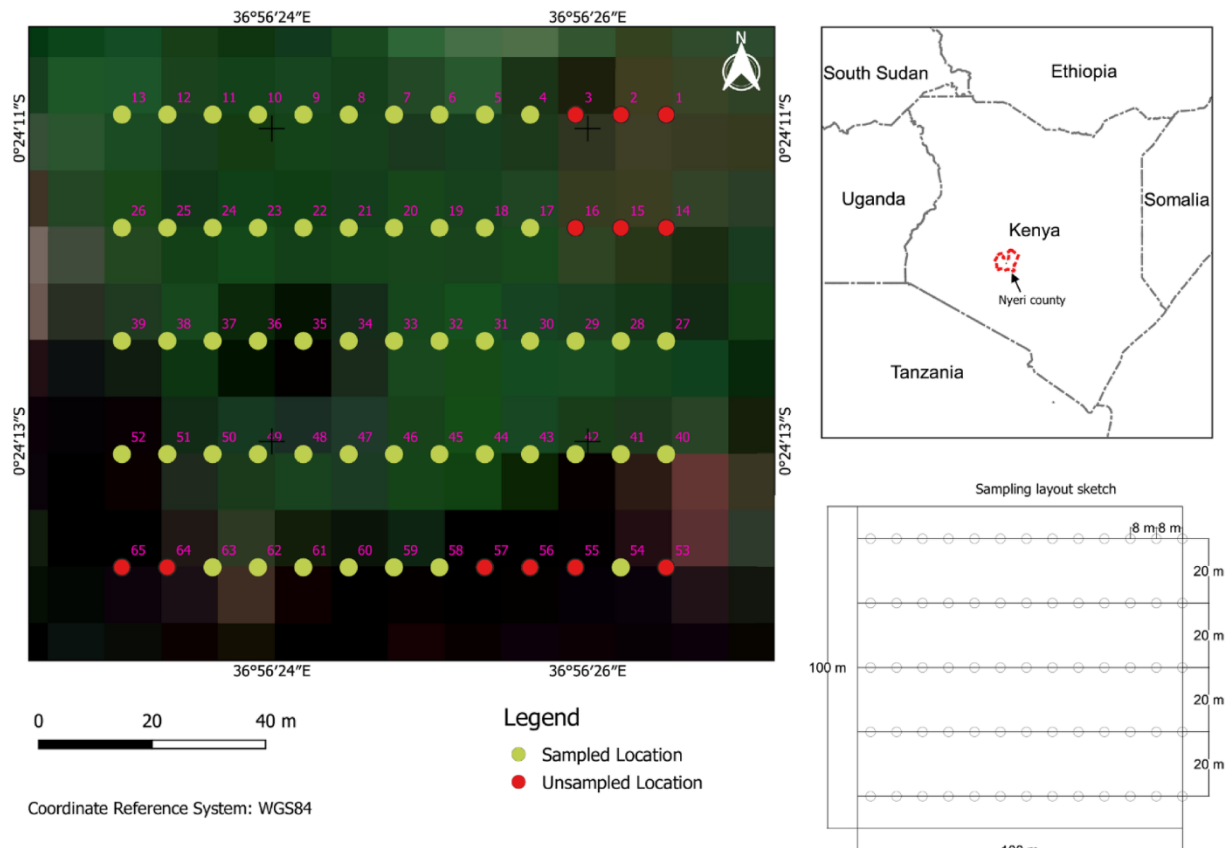 36°56′24″E
36°56′26″E
N
0°24′11″S
0°24′11″S
13 12 11 10 9 8 7 6 5 4 3 2 1
26 25 24 23 22 21 20 19 18 17 16 15 14
39 38 37 36 35 34 33 32 31 30 29 28 27
0°24′13″S
0°24′13″S
52 51 50 49 48 47 46 45 44 43 42 41 40
65 64 63 62 61 60 59 58 57 56 55 54 53
36°56′24″E
36°56′26″E
0 20 40 m
Legend
Sampled Location
Unsampled Location
Coordinate Reference System: WGS84
South Sudan
Ethiopia
Uganda
Somalia
Kenya
Nyeri county
Tanzania
Sampling layout sketch
8 m 8 m
20 m
20 m
100 m
20 m
20 m